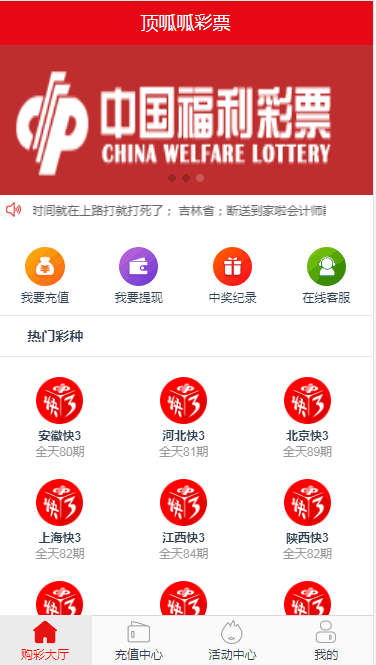 顶呱呱彩票
中国福利彩票
CHINA WELFARE LOTTERY
时间就在上路打就打死了； 吉林省；断送到家啦会计师
我要充值 我要提现 中奖纪录 在线客服
热门彩种
快3 快3 快3
安徽快3 河北快3 北京快3
全天80期 全天81期 全天89期
快3 快3 快3
上海快3 江西快3 陕西快3
全天82期 全天84期 全天82期
购彩大厅 充值中心 活动中心 我的